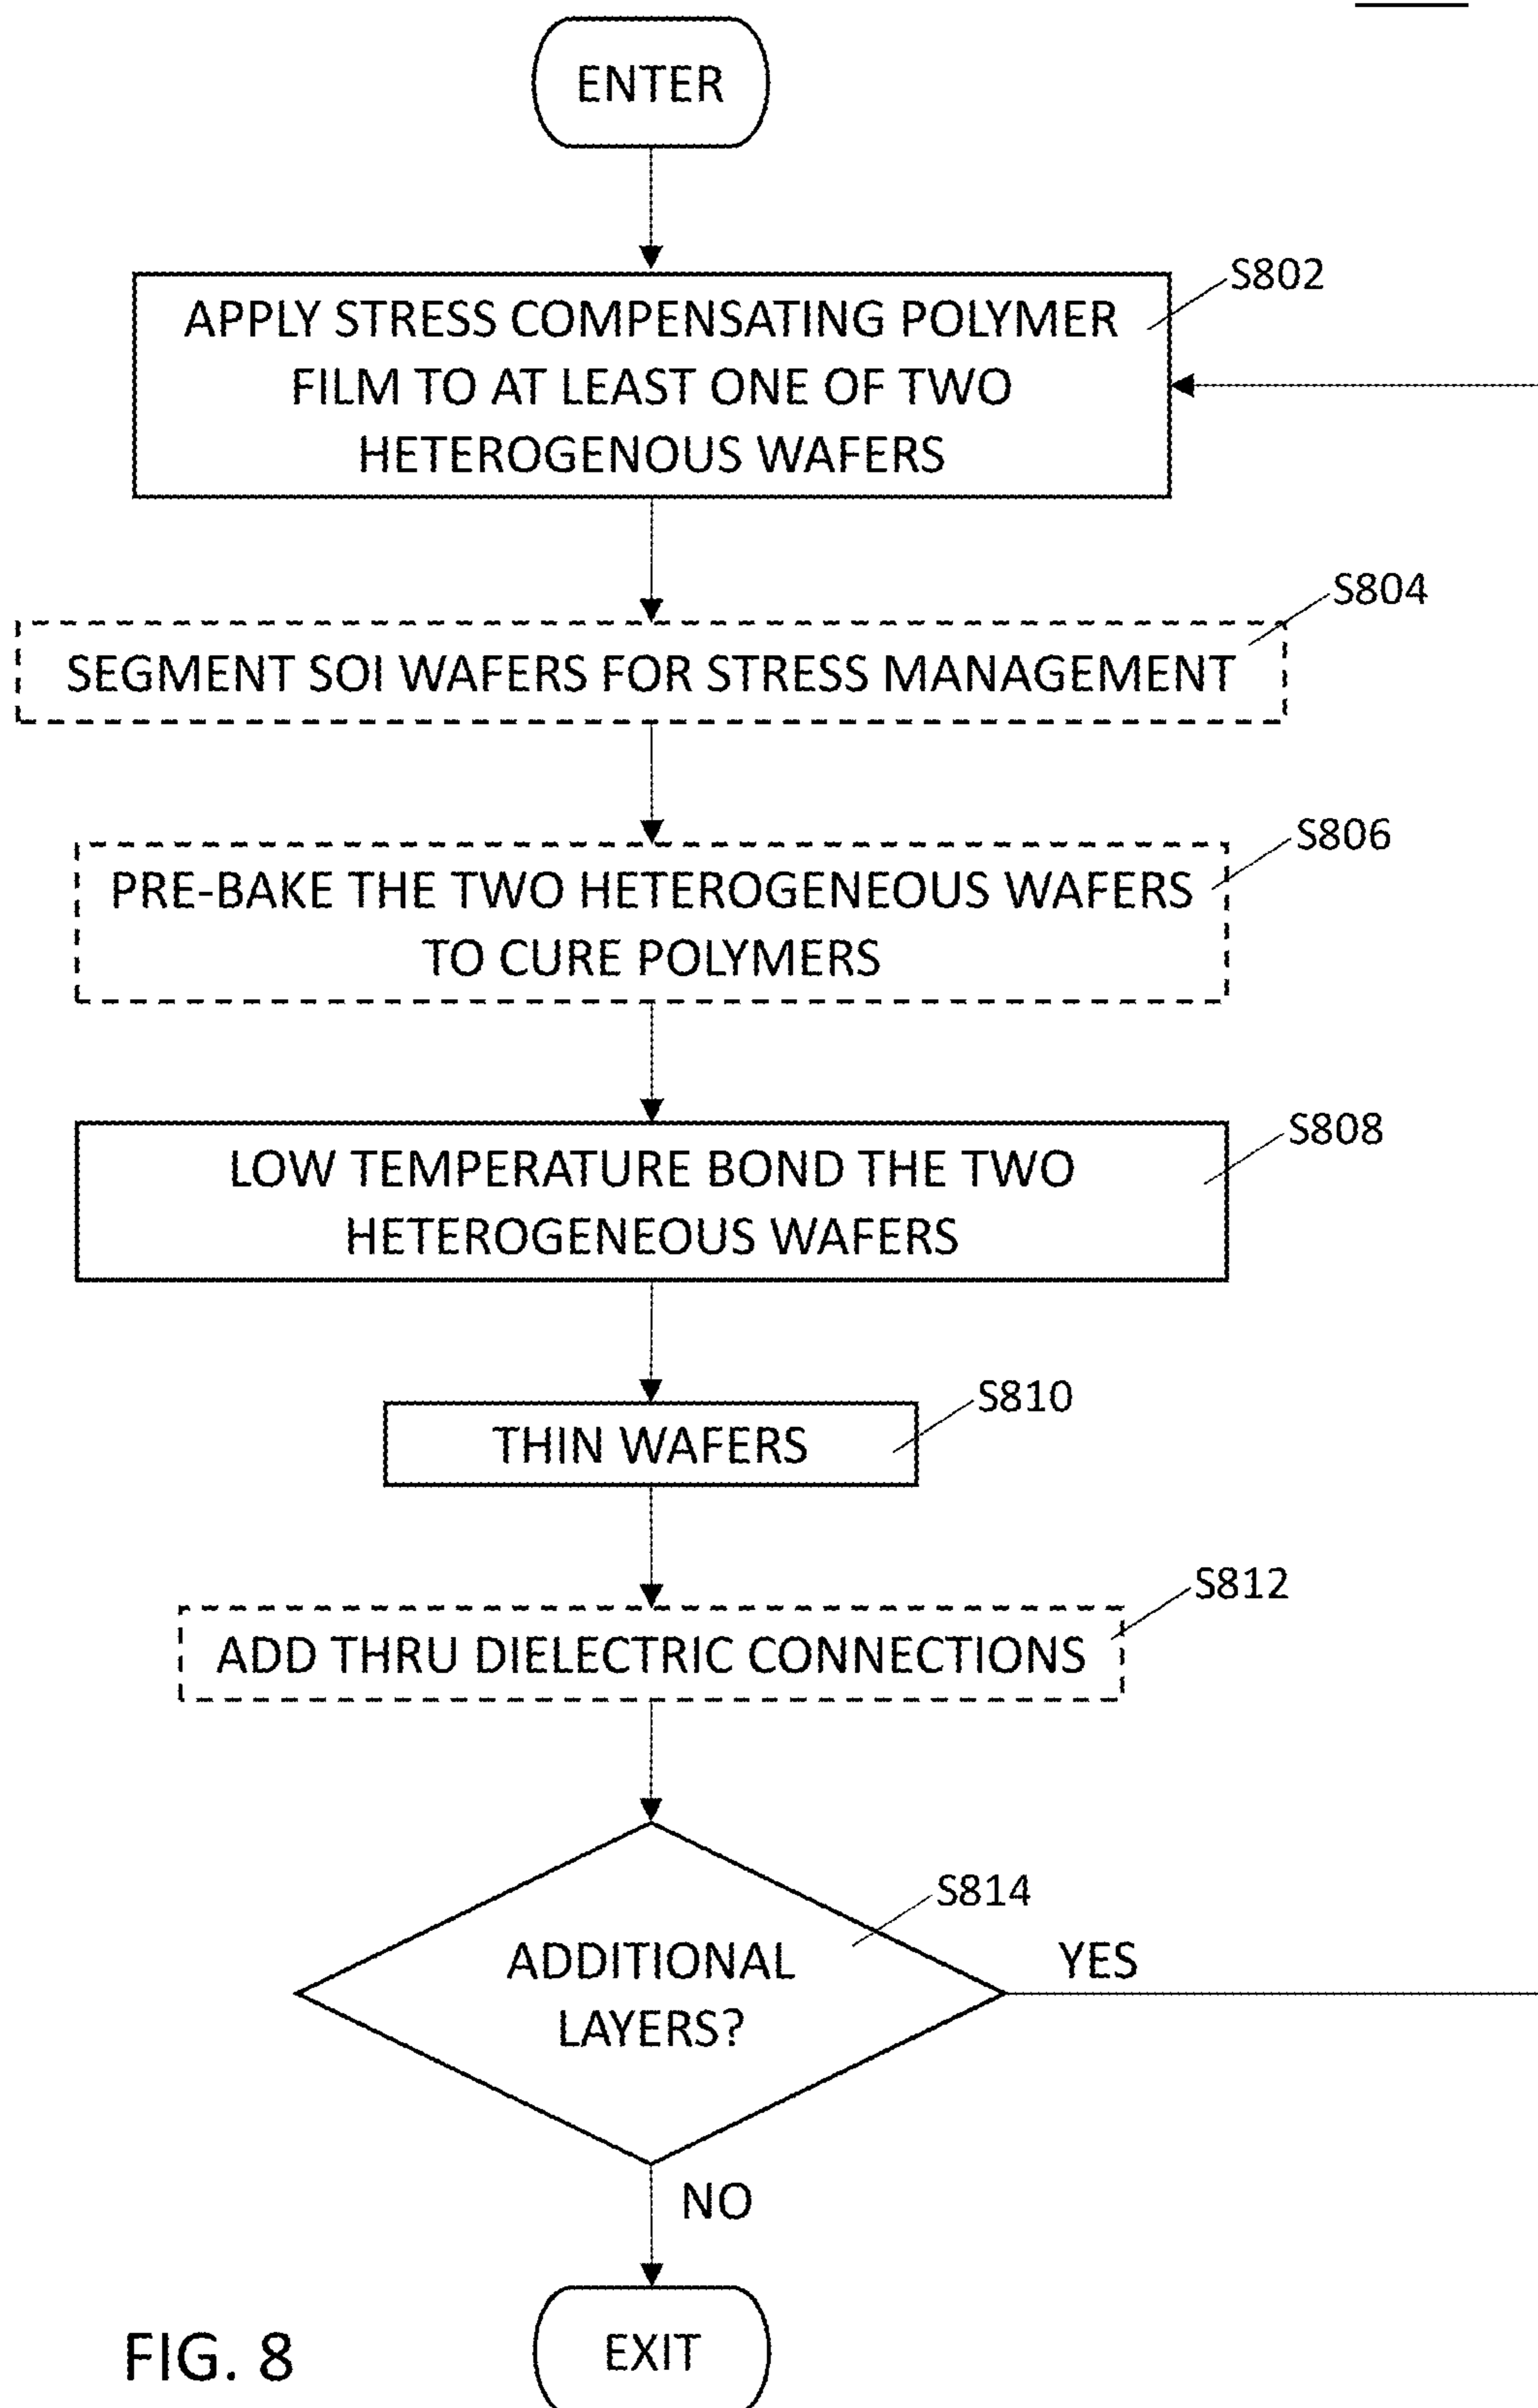 ENTER
S802
APPLY STRESS COMPENSATING POLYMER
FILM TO AT LEAST ONE OF TWO
HETEROGENOUS WAFERS
S804
SEGMENT SOI WAFERS FOR STRESS MANAGEMENT
S806
PRE-BAKE THE TWO HETEROGENEOUS WAFERS
TO CURE POLYMERS
S808
LOW TEMPERATURE BOND THE TWO
HETEROGENEOUS WAFERS
S810
THIN WAFERS
S812
ADD THRU DIELECTRIC CONNECTIONS
S814
ADDITIONAL
LAYERS?
YES
NO
EXIT
FIG. 8